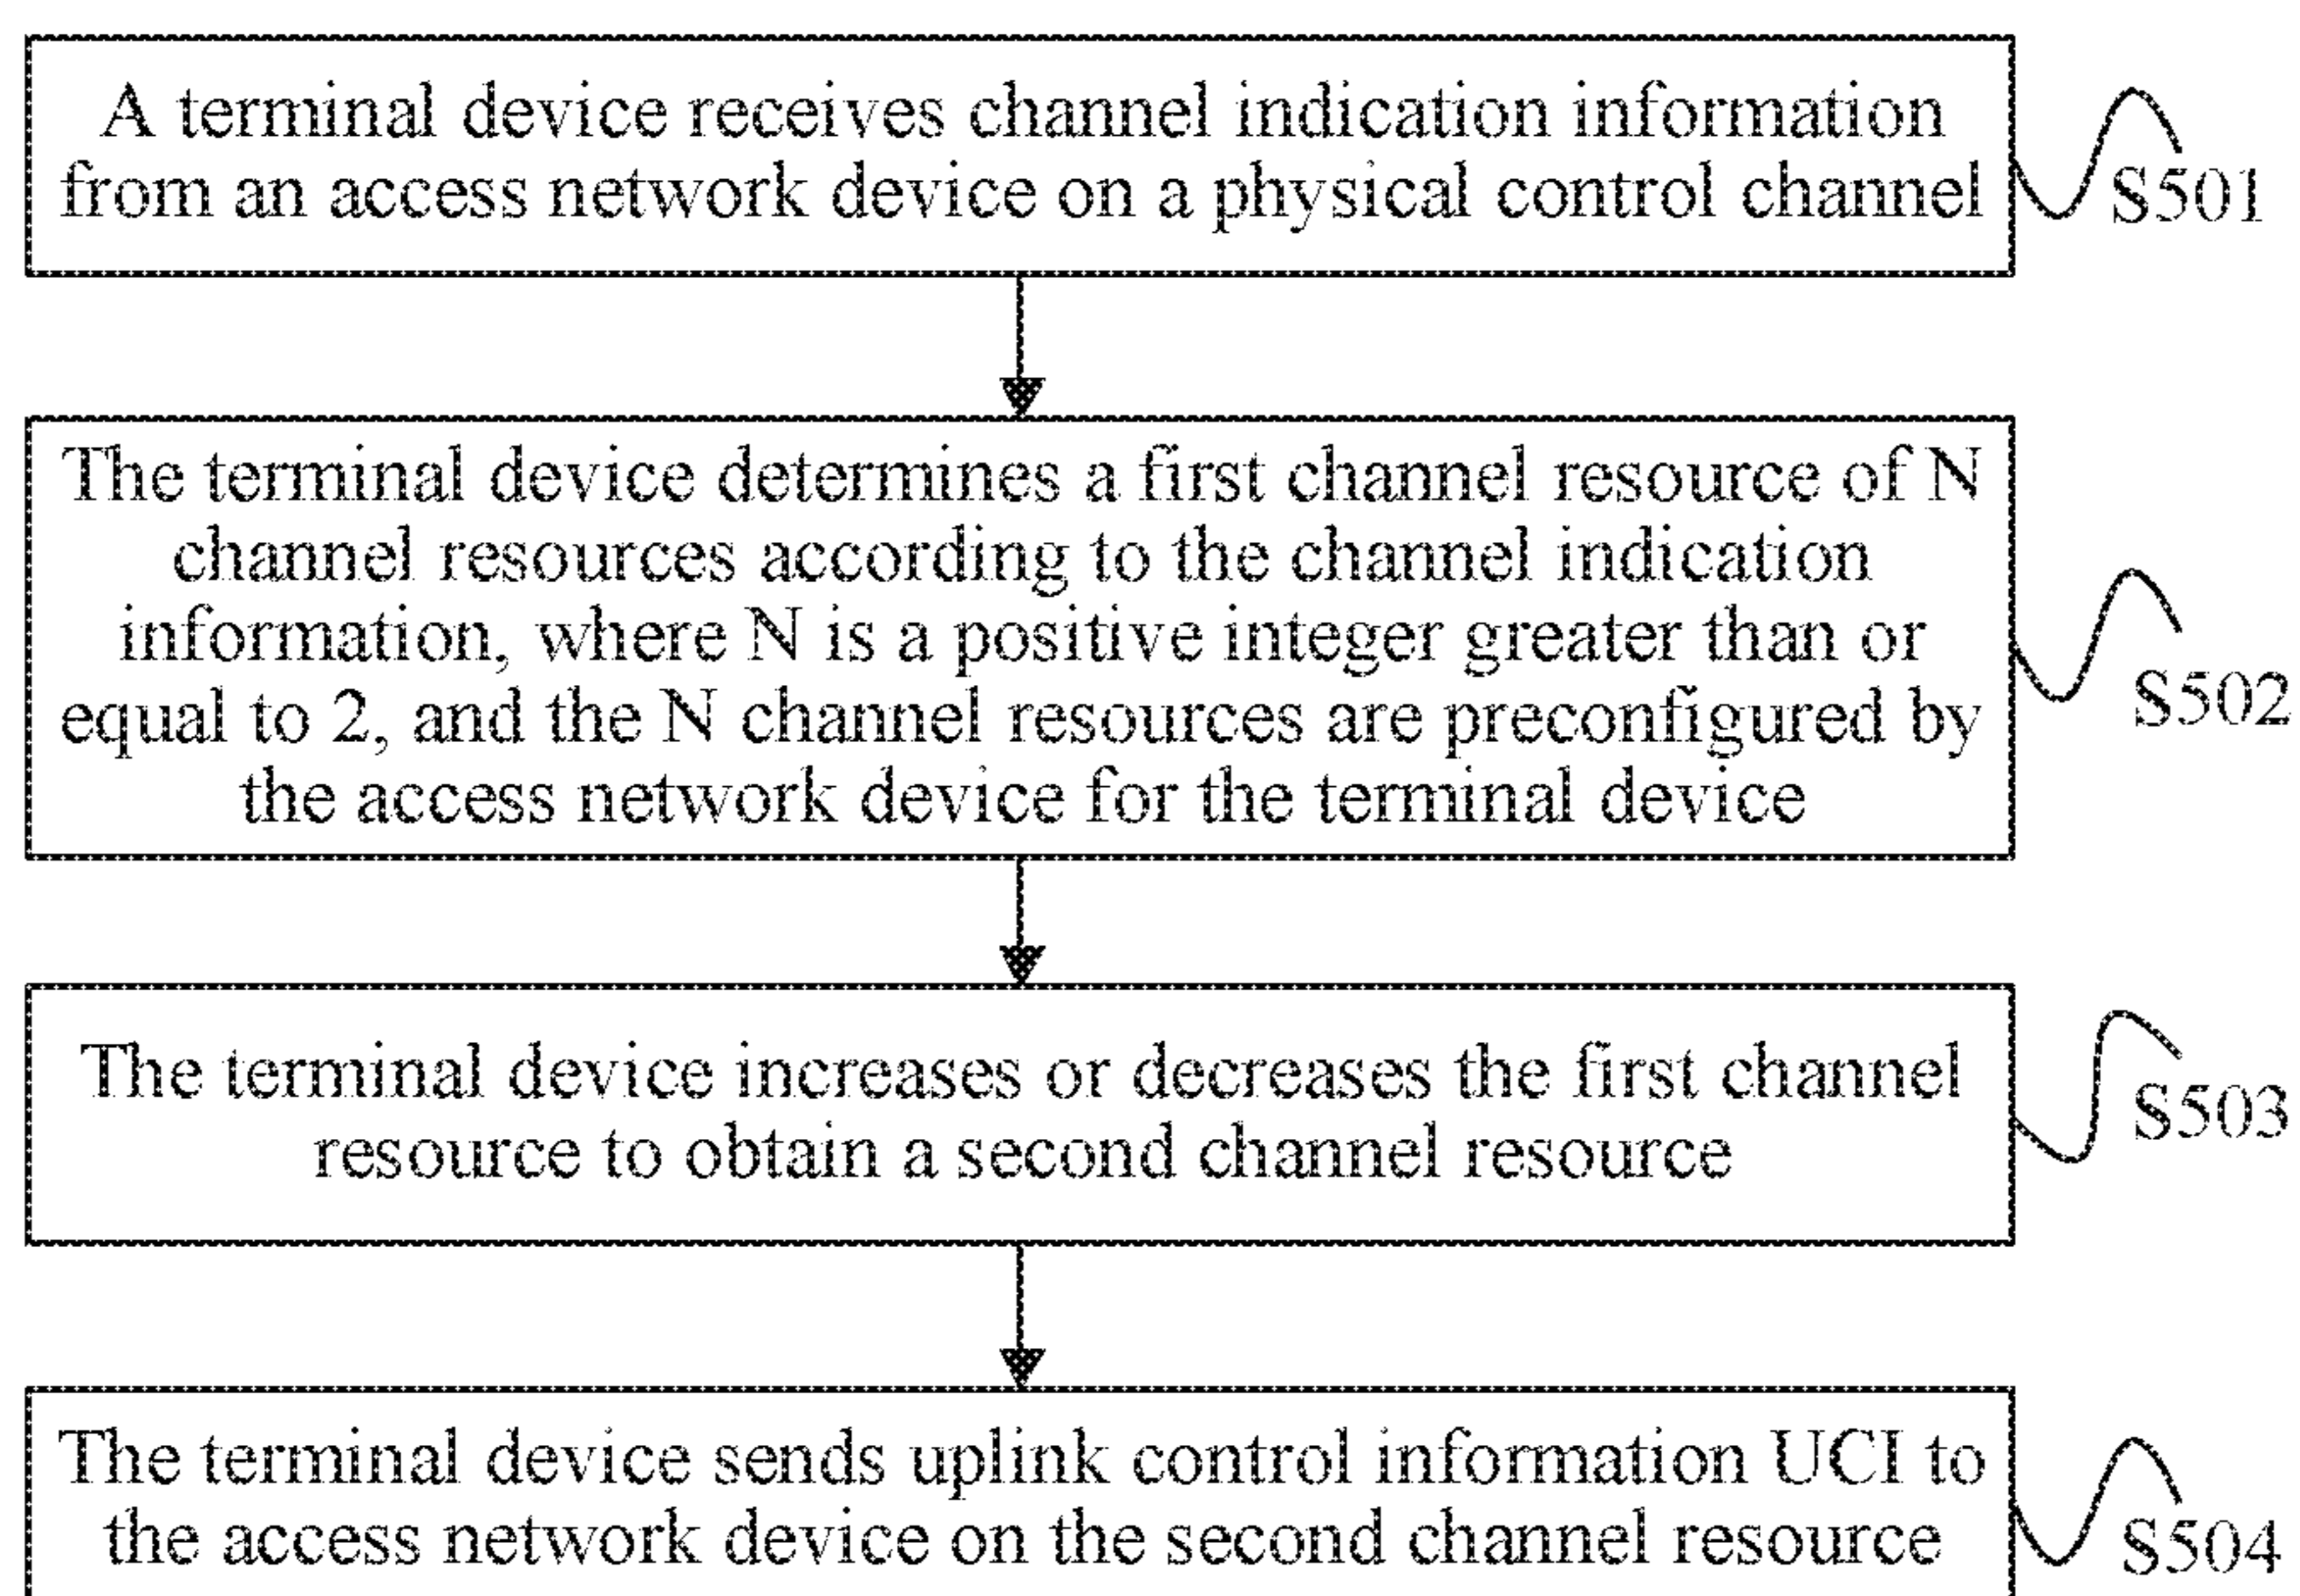 A terminal device receives channel indication information
from an access network device on a physical control channel
S501
The terminal device determines a first channel resource of N
channel resources according to the channel indication
information, where N is a positive integer greater than or
equal to 2, and the N channel resources are preconfigured by
the access network device for the terminal device
S502
The terminal device increases or decreases the first channel
resource to obtain a second channel resource
S503
The terminal device sends uplink control information UCI to
the access network device on the second channel resource
S504